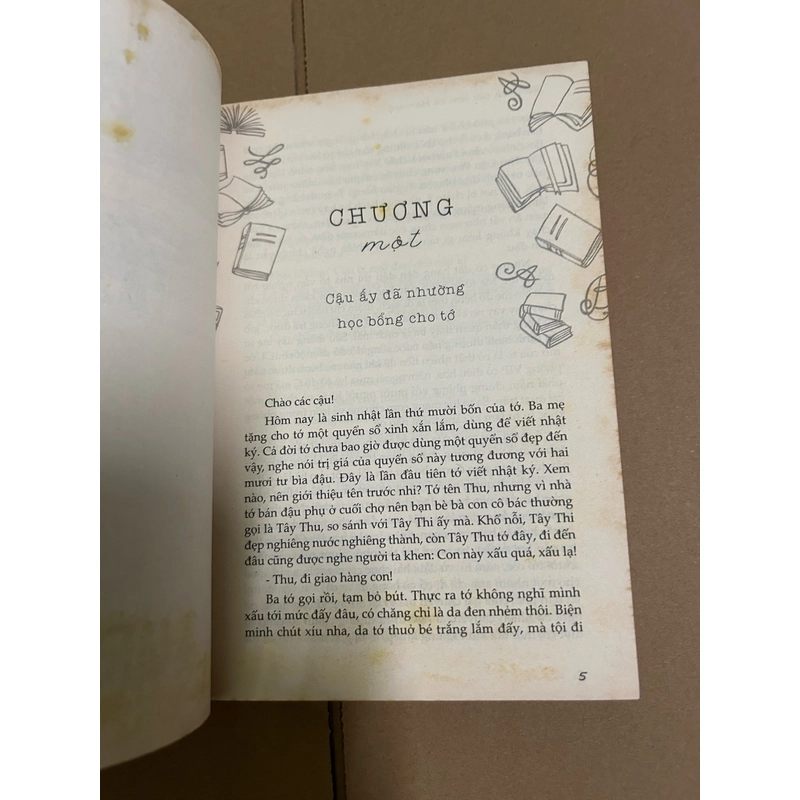 CHƯƠNG
một
Cậu ấy đã nhường
học bổng cho tớ
Chào các cậu!
Hôm nay là sinh nhật lần thứ mười bốn của tớ. Ba mẹ
tặng cho tớ một quyển sổ xinh xắn lắm, dùng để viết nhật
ký. Cả đời tớ chưa bao giờ được dùng một quyển sổ đẹp đến
vậy, nghe nói trị giá của quyển sổ này tương đương với hai
mươi tư bìa đậu. Đây là lần đầu tiên tớ viết nhật ký. Xem
nào, nên giới thiệu tên trước nhỉ? Tớ tên Thu, nhưng vì nhà
tớ bán đậu phụ ở cuối chợ nên bạn bè bà con cô bác thường
gọi là Tây Thu, so sánh với Tây Thi ấy mà. Khổ nỗi, Tây Thi
đẹp nghiêng nước nghiêng thành, còn Tây Thu tớ đây, đi đến
đâu cũng được nghe người ta khen: Con này xấu quá, xấu lạ!
- Thu, đi giao hàng con!
Ba tớ gọi rồi, tạm bỏ bút. Thực ra tớ không nghĩ mình
xấu tới mức đấy đâu, có chăng chỉ là da đen nhẻm thôi. Biện
minh chút xíu nha, da tớ thuở bé trắng lắm đấy, mà tội đi
5